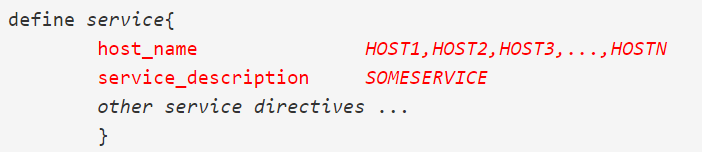 define service{
host_name HOST1,HOST2,HOST3,...,HOSTN
service_description SOMESERVICE
other service directives ...
}